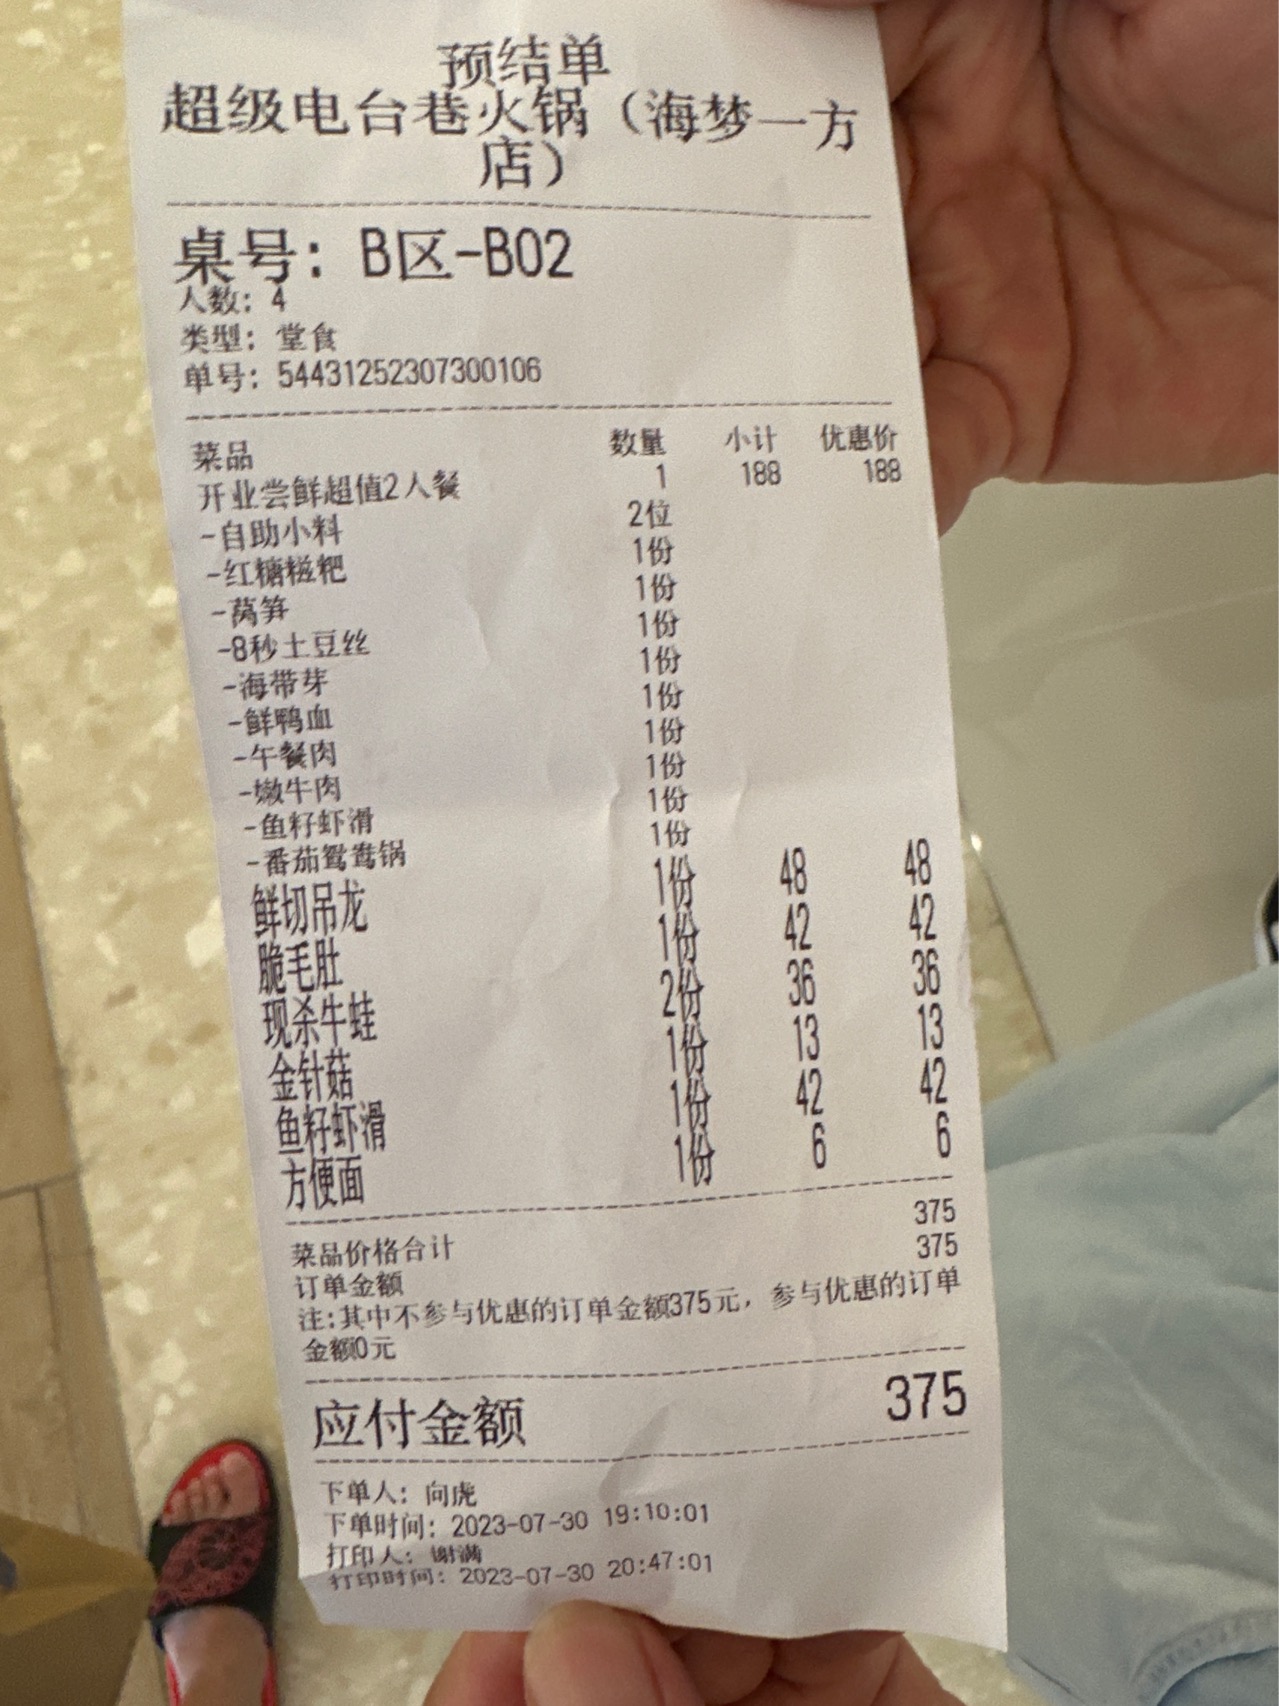 预结单
超级电台巷火锅（海梦一方
店）
桌号：B区-B02
人数：4
类型：堂食
单号：544312523073001​06
菜品 数量 小计 优惠价
开业尝鲜超值2人餐 1 188 188
-自助小料 2位
-红糖糍粑 1份
-莴笋 1份
-8秒土豆丝 1份
-海带芽 1份
-鲜鸭血 1份
-午餐肉 1份
-嫩牛肉 1份
-鱼籽虾滑 1份
-番茄鸳鸯锅 1份
鲜切吊龙 1份 48 48
脆毛肚 1份 42 42
现杀牛蛙 2份 36 36
金针菇 1份 13 13
鱼籽虾滑 1份 42 42
方便面 1份 6 6
菜品价格合计 375
订单金额 375
注:其中不参与优惠的订单金额375元，参与优惠的订单
金额0元
应付金额 375
下单人：向虎
下单时间：2023-07-30 19:10:01
打印人：谢满
打印时间：2023-07-30 20:47:01